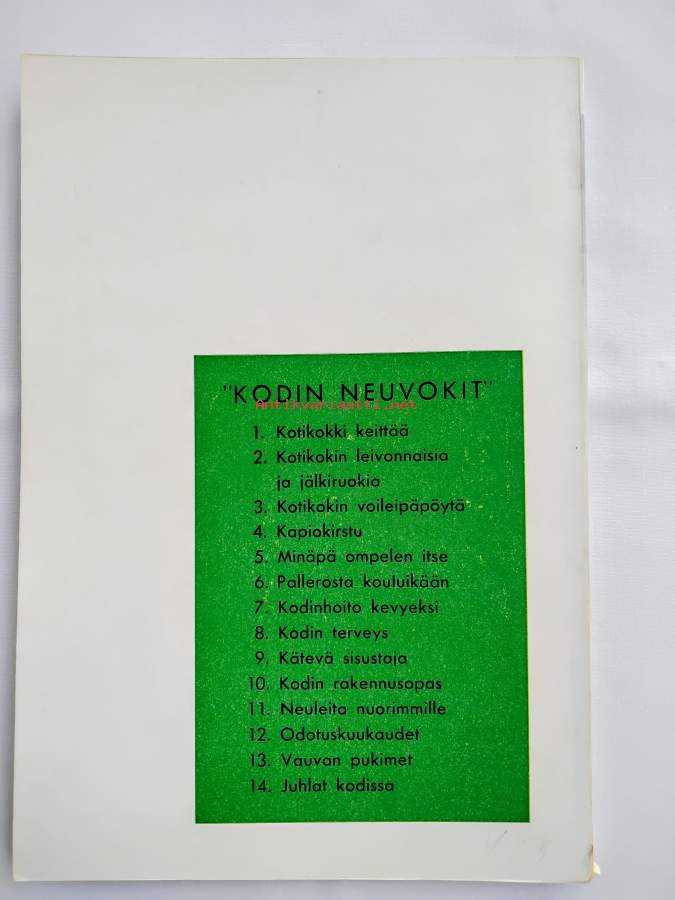 "KODIN NEUVOKIT"
Antikvariaatti.net
1. Kotikokki keittää
2. Kotikokin leivonnaisia
ja jälkiruokia
3. Kotikokin voileipäpöytä
4. Kapiokirstu
5. Minäpä ompelen itse
6. Pallerosta kouluikään
7. Kodinhoito kevyeksi
8. Kodin terveys
9. Kätevä sisustaja
10. Kodin rakennusopas
11. Neuleita nuorimmille
12. Odotuskuukaudet
13. Vauvan pukimet
14. Juhlat kodissa